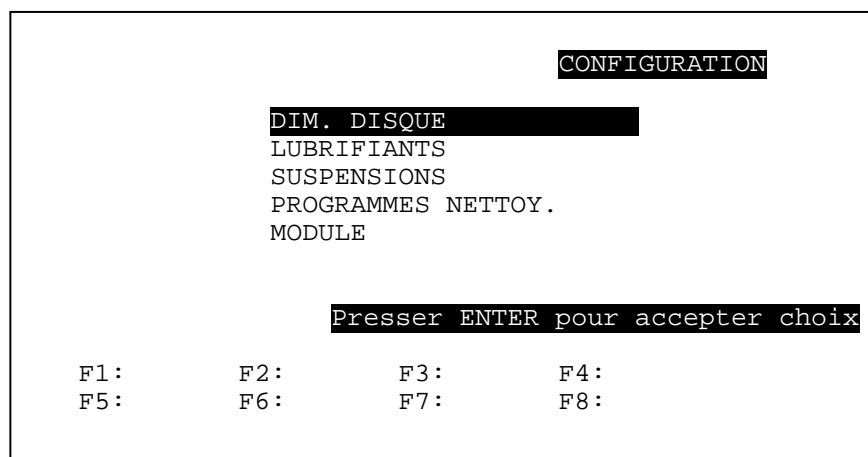 CONFIGURATION
DIM. DISQUE
LUBRIFIANTS
SUSPENSIONS
PROGRAMMES NETTOY.
MODULE
Presser ENTER pour accepter choix
F1: F2: F3: F4:
F5: F6: F7: F8: